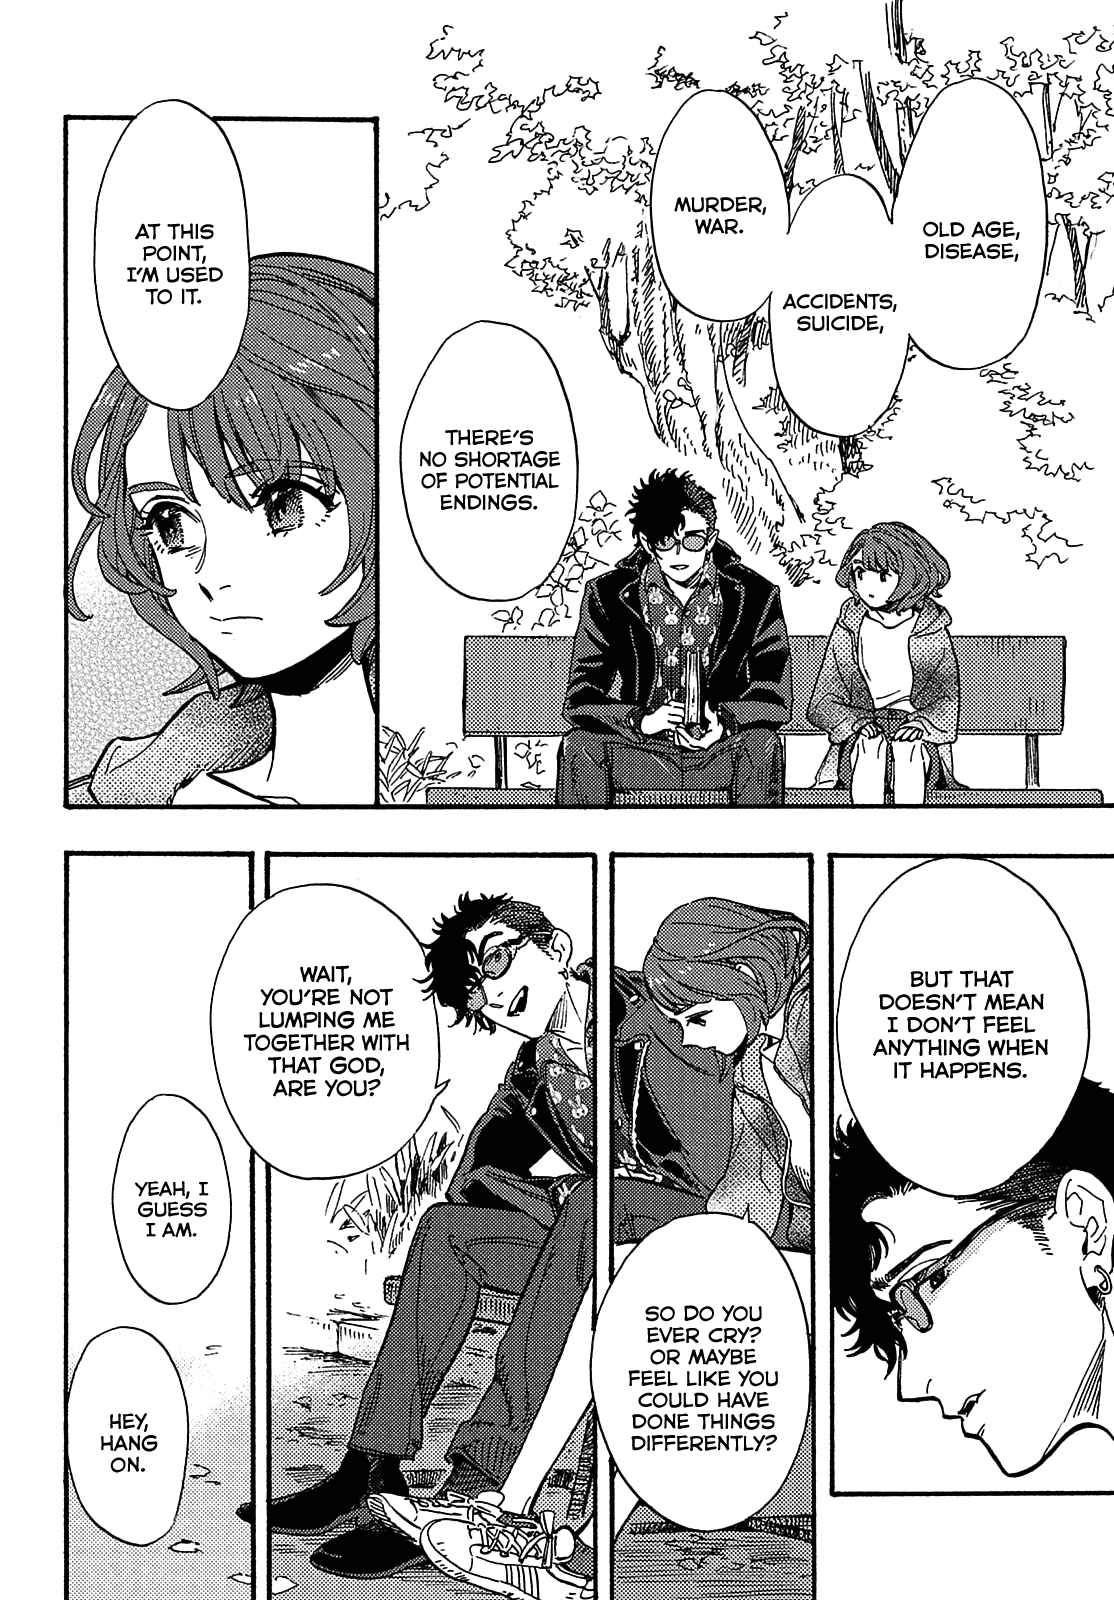 OLD AGE,
DISEASE,
ACCIDENTS,
SUICIDE,
MURDER,
WAR.
THERE'S
NO SHORTAGE
OF POTENTIAL
ENDINGS.
AT THIS
POINT,
I'M USED
TO IT.
BUT THAT
DOESN'T MEAN
I DON'T FEEL
ANYTHING WHEN
IT HAPPENS.
SO DO YOU
EVER CRY?
OR MAYBE
FEEL LIKE YOU
COULD HAVE
DONE THINGS
DIFFERENTLY?
WAIT,
YOU'RE NOT
LUMPING ME
TOGETHER WITH
THAT GOD,
ARE YOU?
YEAH, I
GUESS
I AM.
HEY,
HANG
ON.